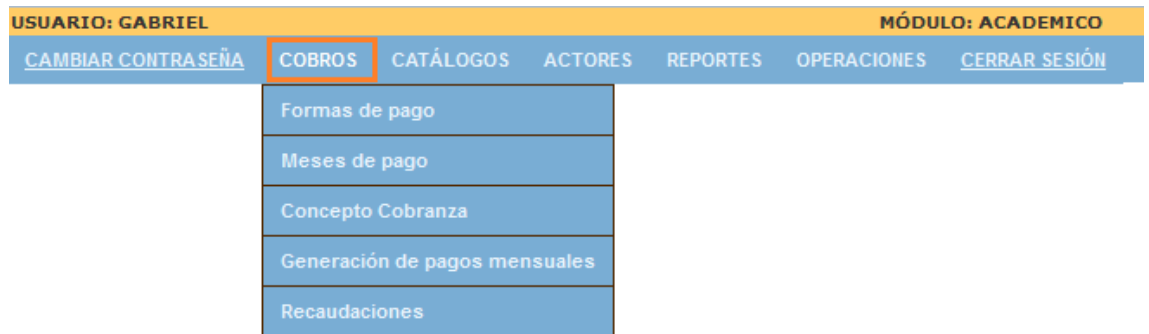 USUARIO: GABRIEL MÓDULO: ACADEMICO
CAMBIAR CONTRASEÑA COBROS CATÁLOGOS ACTORES REPORTES OPERACIONES CERRAR SESIÓN
Formas de pago
Meses de pago
Concepto Cobranza
Generación de pagos mensuales
Recaudaciones